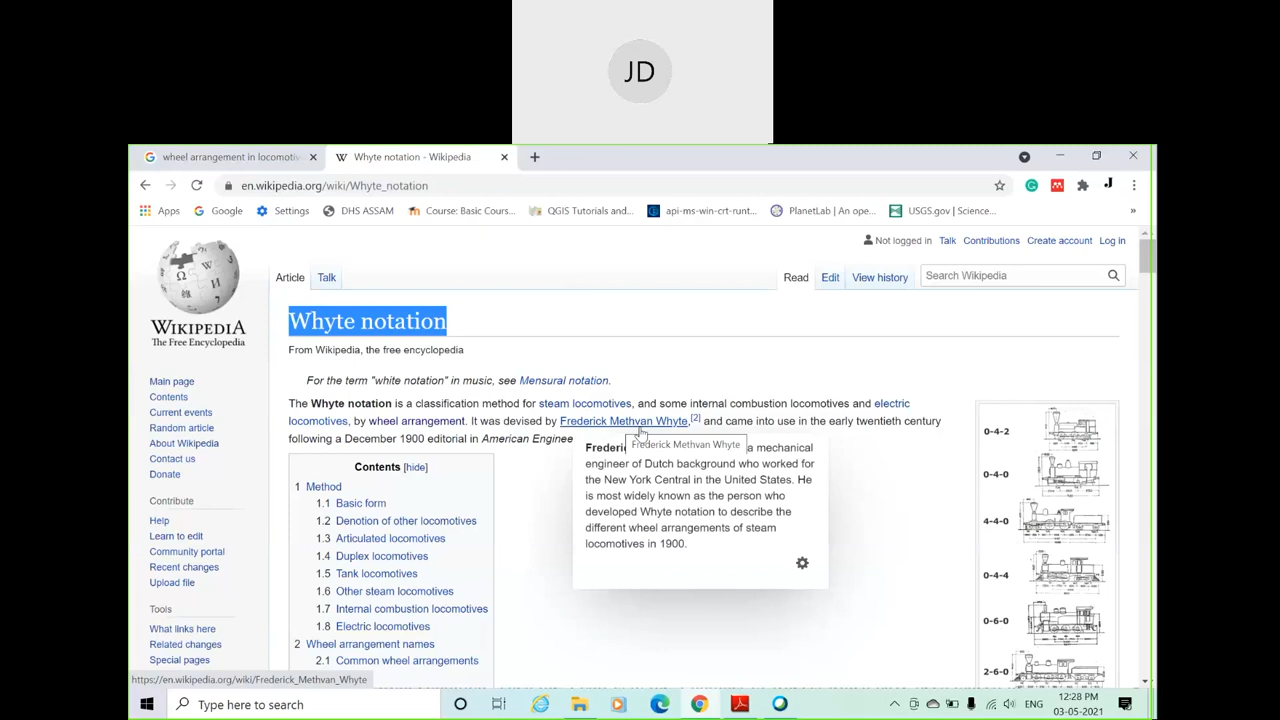 JD
wheel arrangement in locomotiv
Whyte notation - Wikipedia
en.wikipedia.org/wiki/Whyte_notation
Apps
Google
Settings
DHS ASSAM
Course: Basic Cours...
QGIS Tutorials and...
api-ms-win-crt-runt...
PlanetLab | An ope...
USGS.gov | Science...
»
Not logged in Talk Contributions Create account Log in
WIKIPEDIA
The Free Encyclopedia
Article Talk
Read Edit View history
Search Wikipedia
Whyte notation
From Wikipedia, the free encyclopedia
For the term "white notation" in music, see Mensural notation.
The Whyte notation is a classification method for steam locomotives, and some internal combustion locomotives and electric
locomotives, by wheel arrangement. It was devised by Frederick Methvan Whyte,[2] and came into use in the early twentieth century
following a December 1900 editorial in American Enginee
Frederick Methvan Whyte
Frederi a mechanical
engineer of Dutch background who worked for
the New York Central in the United States. He
is most widely known as the person who
developed Whyte notation to describe the
different wheel arrangements of steam
locomotives in 1900.
Contents [hide]
1 Method
1.1 Basic form
1.2 Denotion of other locomotives
1.3 Articulated locomotives
1.4 Duplex locomotives
1.5 Tank locomotives
1.6 Other steam locomotives
1.7 Internal combustion locomotives
1.8 Electric locomotives
2 Wheel arrangement names
2.1 Common wheel arrangements
0-4-2
0-4-0
4-4-0
0-4-4
0-6-0
2-6-0
Main page
Contents
Current events
Random article
About Wikipedia
Contact us
Donate
Contribute
Help
Learn to edit
Community portal
Recent changes
Upload file
Tools
What links here
Related changes
Special pages
https://en.wikipedia.org/wiki/Frederick_Methvan_Whyte
Type here to search
ENG
12:28 PM
03-05-2021